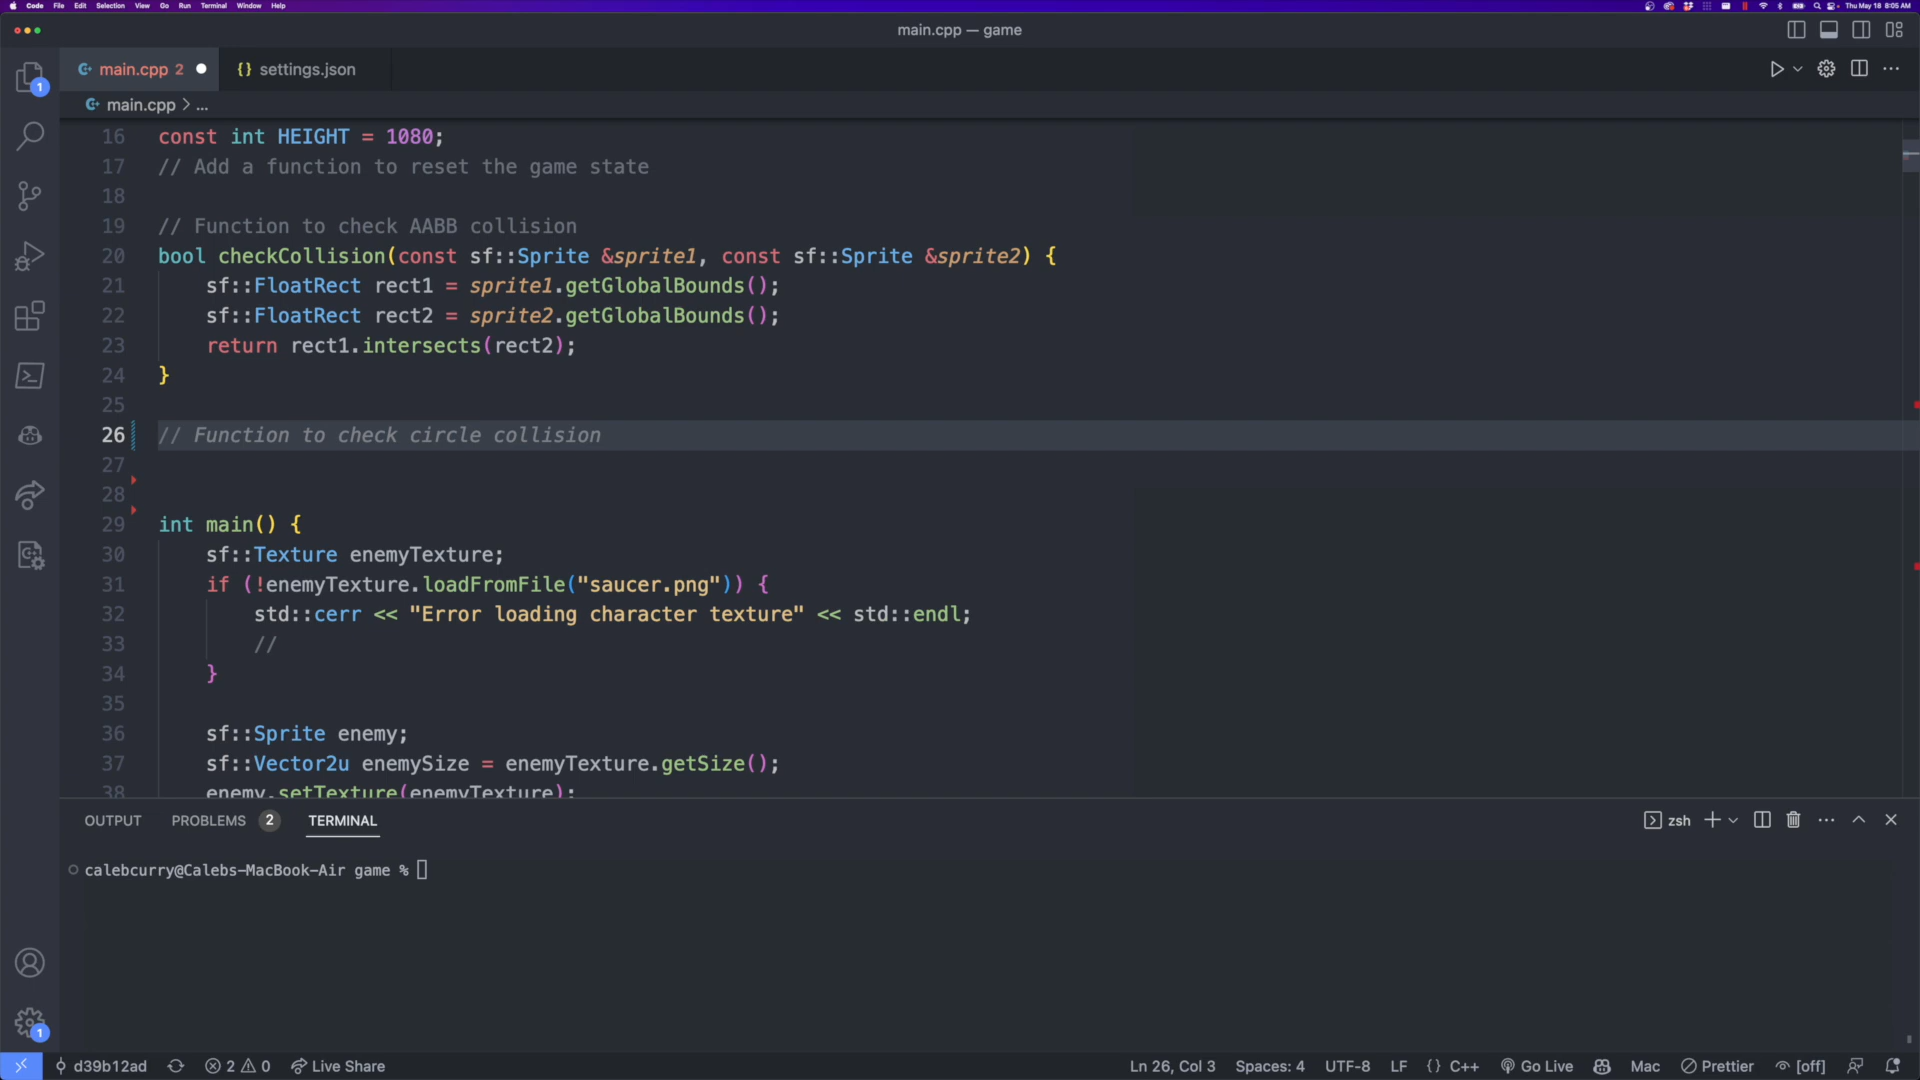 Code File Edit Selection View Go Run Terminal Window Help
Thu May 18 8:05 AM
main.cpp — game
main.cpp 2
{} settings.json
main.cpp > ...
16 const int HEIGHT = 1080;
17 // Add a function to reset the game state
18
19 // Function to check AABB collision
20 bool checkCollision(const sf::Sprite &sprite1, const sf::Sprite &sprite2) {
21 sf::FloatRect rect1 = sprite1.getGlobalBounds();
22 sf::FloatRect rect2 = sprite2.getGlobalBounds();
23 return rect1.intersects(rect2);
24 }
25
26 // Function to check circle collision
27
28
29 int main() {
30 sf::Texture enemyTexture;
31 if (!enemyTexture.loadFromFile("saucer.png")) {
32 std::cerr << "Error loading character texture" << std::endl;
33 //
34 }
35
36 sf::Sprite enemy;
37 sf::Vector2u enemySize = enemyTexture.getSize();
38 enemy.setTexture(enemyTexture);
OUTPUT PROBLEMS 2 TERMINAL
zsh
calebcurry@Calebs-MacBook-Air game %
1
1
d39b12ad 2 0 Live Share
Ln 26, Col 3 Spaces: 4 UTF-8 LF {} C++ Go Live Mac Prettier [off]